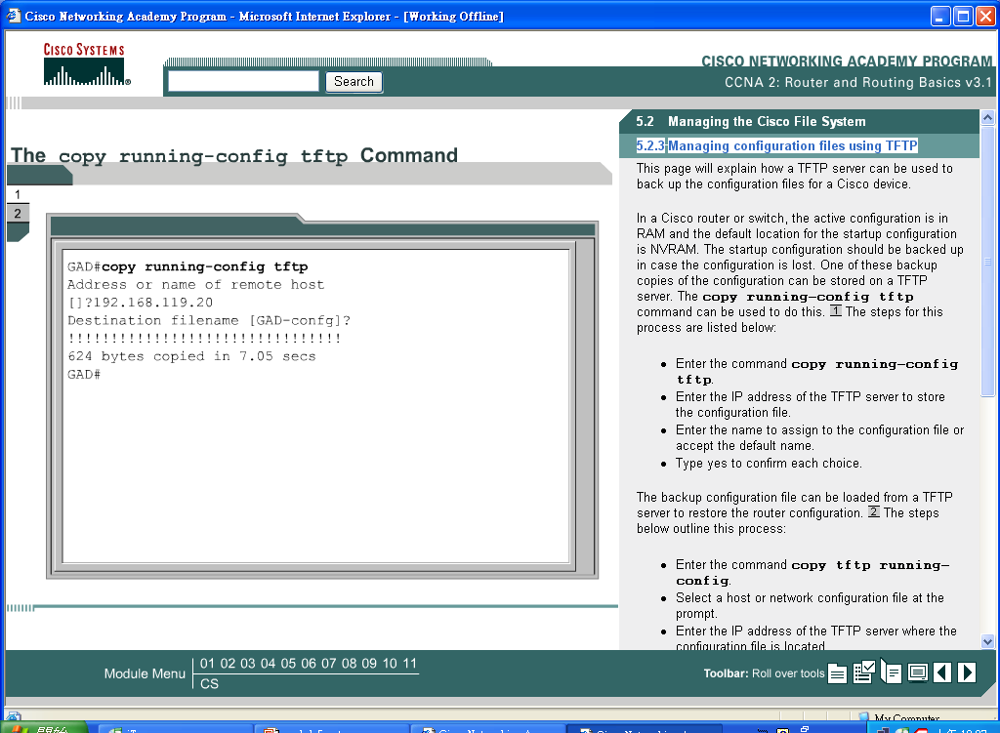 Cisco Networking Academy Program - Microsoft Internet Explorer - [Working Offline]
CISCO SYSTEMS
Search
CISCO NETWORKING ACADEMY PROGRAM
CCNA 2: Router and Routing Basics v3.1
The copy running-config tftp Command
1
2
GAD#copy running-config tftp
Address or name of remote host
[]?192.168.119.20
Destination filename [GAD-confg]?
!!!!!!!!!!!!!!!!!!!!!!!!!!!!!!!!
624 bytes copied in 7.05 secs
GAD#
5.2 Managing the Cisco File System
5.2.3 Managing configuration files using TFTP
This page will explain how a TFTP server can be used to
back up the configuration files for a Cisco device.
In a Cisco router or switch, the active configuration is in
RAM and the default location for the startup configuration
is NVRAM. The startup configuration should be backed up
in case the configuration is lost. One of these backup
copies of the configuration can be stored on a TFTP
server. The copy running-config tftp
command can be used to do this. 1 The steps for this
process are listed below:
• Enter the command copy running-config
tftp.
• Enter the IP address of the TFTP server to store
the configuration file.
• Enter the name to assign to the configuration file or
accept the default name.
• Type yes to confirm each choice.
The backup configuration file can be loaded from a TFTP
server to restore the router configuration. 2 The steps
below outline this process:
• Enter the command copy tftp running-
config.
• Select a host or network configuration file at the
prompt.
• Enter the IP address of the TFTP server where the
configuration file is located
Module Menu
01 02 03 04 05 06 07 08 09 10 11
CS
Toolbar: Roll over tools
My Computer
開始